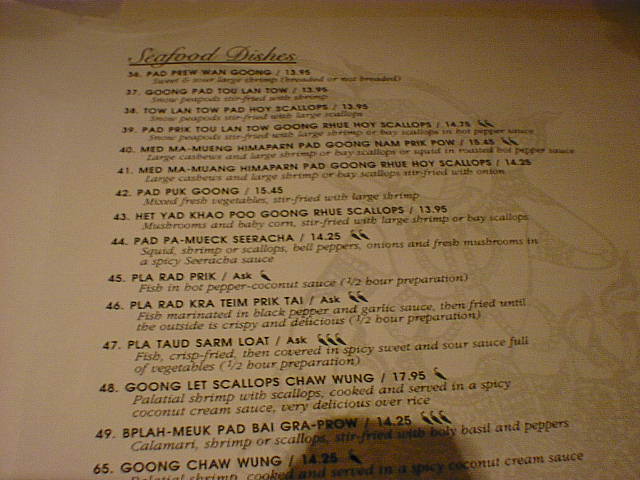 Seafood Dishes
36. PAD PREW WAN GOONG / 13.95
Sweet & sour large shrimp (breaded or not breaded)
37. GOONG PAD TOU LAN TOW / 13.95
Snow peapods stir-fried with shrimp
38. TOW LAN TOW PAD HOY SCALLOPS / 13.95
Snow peapods stir-fried with large scallops
39. PAD PRIK TOU LAN TOW GOONG RHUE HOY SCALLOPS / 14.75
Snow peapods stir-fried with large shrimp or bay scallops in hot pepper sauce
40. MED MA-MUENG HIMAPARN PAD GOONG NAM PRIK POW / 15.45
Large cashews and large shrimp or bay scallops or squid in roasted hot pepper sauce
41. MED MA-MUANG HIMAPARN PAD GOONG RHUE HOY SCALLOPS / 14.25
Large cashews and large shrimp or bay scallops stir-fried with onion
42. PAD PUK GOONG / 15.45
Mixed fresh vegetables, stir-fried with large shrimp
43. HET YAD KHAO POO GOONG RHUE SCALLOPS / 13.95
Mushrooms and baby corn, stir-fried with large shrimp or bay scallops
44. PAD PA-MUECK SEERACHA / 14.25
Squid, shrimp or scallops, bell peppers, onions and fresh mushrooms in
a spicy Seeracha sauce
45. PLA RAD PRIK / Ask
Fish in hot pepper-coconut sauce (1/2 hour preparation)
46. PLA RAD KRA TEIM PRIK TAI / Ask
Fish marinated in black pepper and garlic sauce, then fried until
the outside is crispy and delicious (1/2 hour preparation)
47. PLA TAUD SARM LOAT / Ask
Fish, crisp-fried, then covered in spicy sweet and sour sauce full
of vegetables (1/2 hour preparation)
48. GOONG LET SCALLOPS CHAW WUNG / 17.95
Palatial shrimp with scallops, cooked and served in a spicy
coconut cream sauce, very delicious over rice
49. BPLAH-MEUK PAD BAI GRA-PROW / 14.25
Calamari, shrimp or scallops, stir-fried with holy basil and peppers
65. GOONG CHAW WUNG / 14.25
Palatial shrimp, cooked and served in a spicy coconut cream sauce